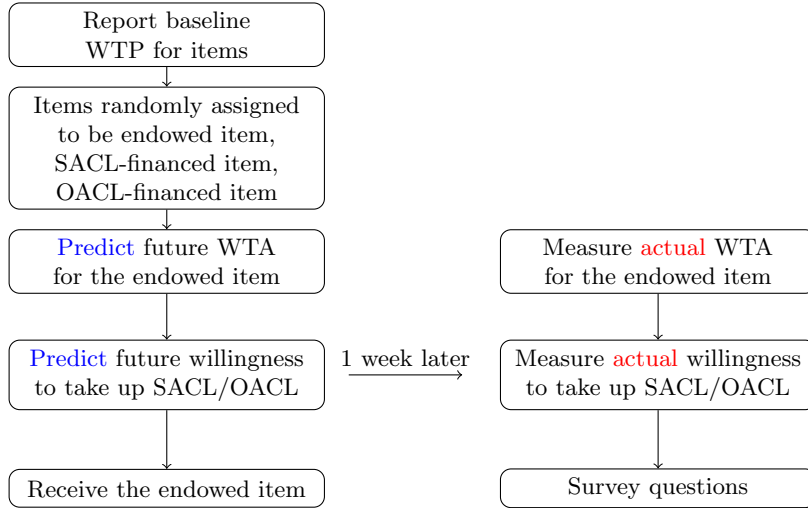 Report baseline
WTP for items
Items randomly assigned
to be endowed item,
SACL-financed item,
OACL-financed item
Predict future WTA
for the endowed item
Predict future willingness
to take up SACL/OACL
Receive the endowed item
1 week later
Measure actual WTA
for the endowed item
Measure actual willingness
to take up SACL/OACL
Survey questions